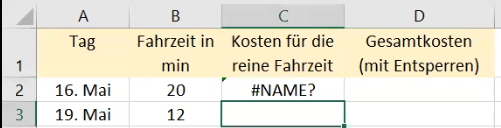 A B C D
Tag Fahrzeit in Kosten für die Gesamtkosten
1 min reine Fahrzeit (mit Entsperren)
2 16. Mai 20 #NAME?
3 19. Mai 12